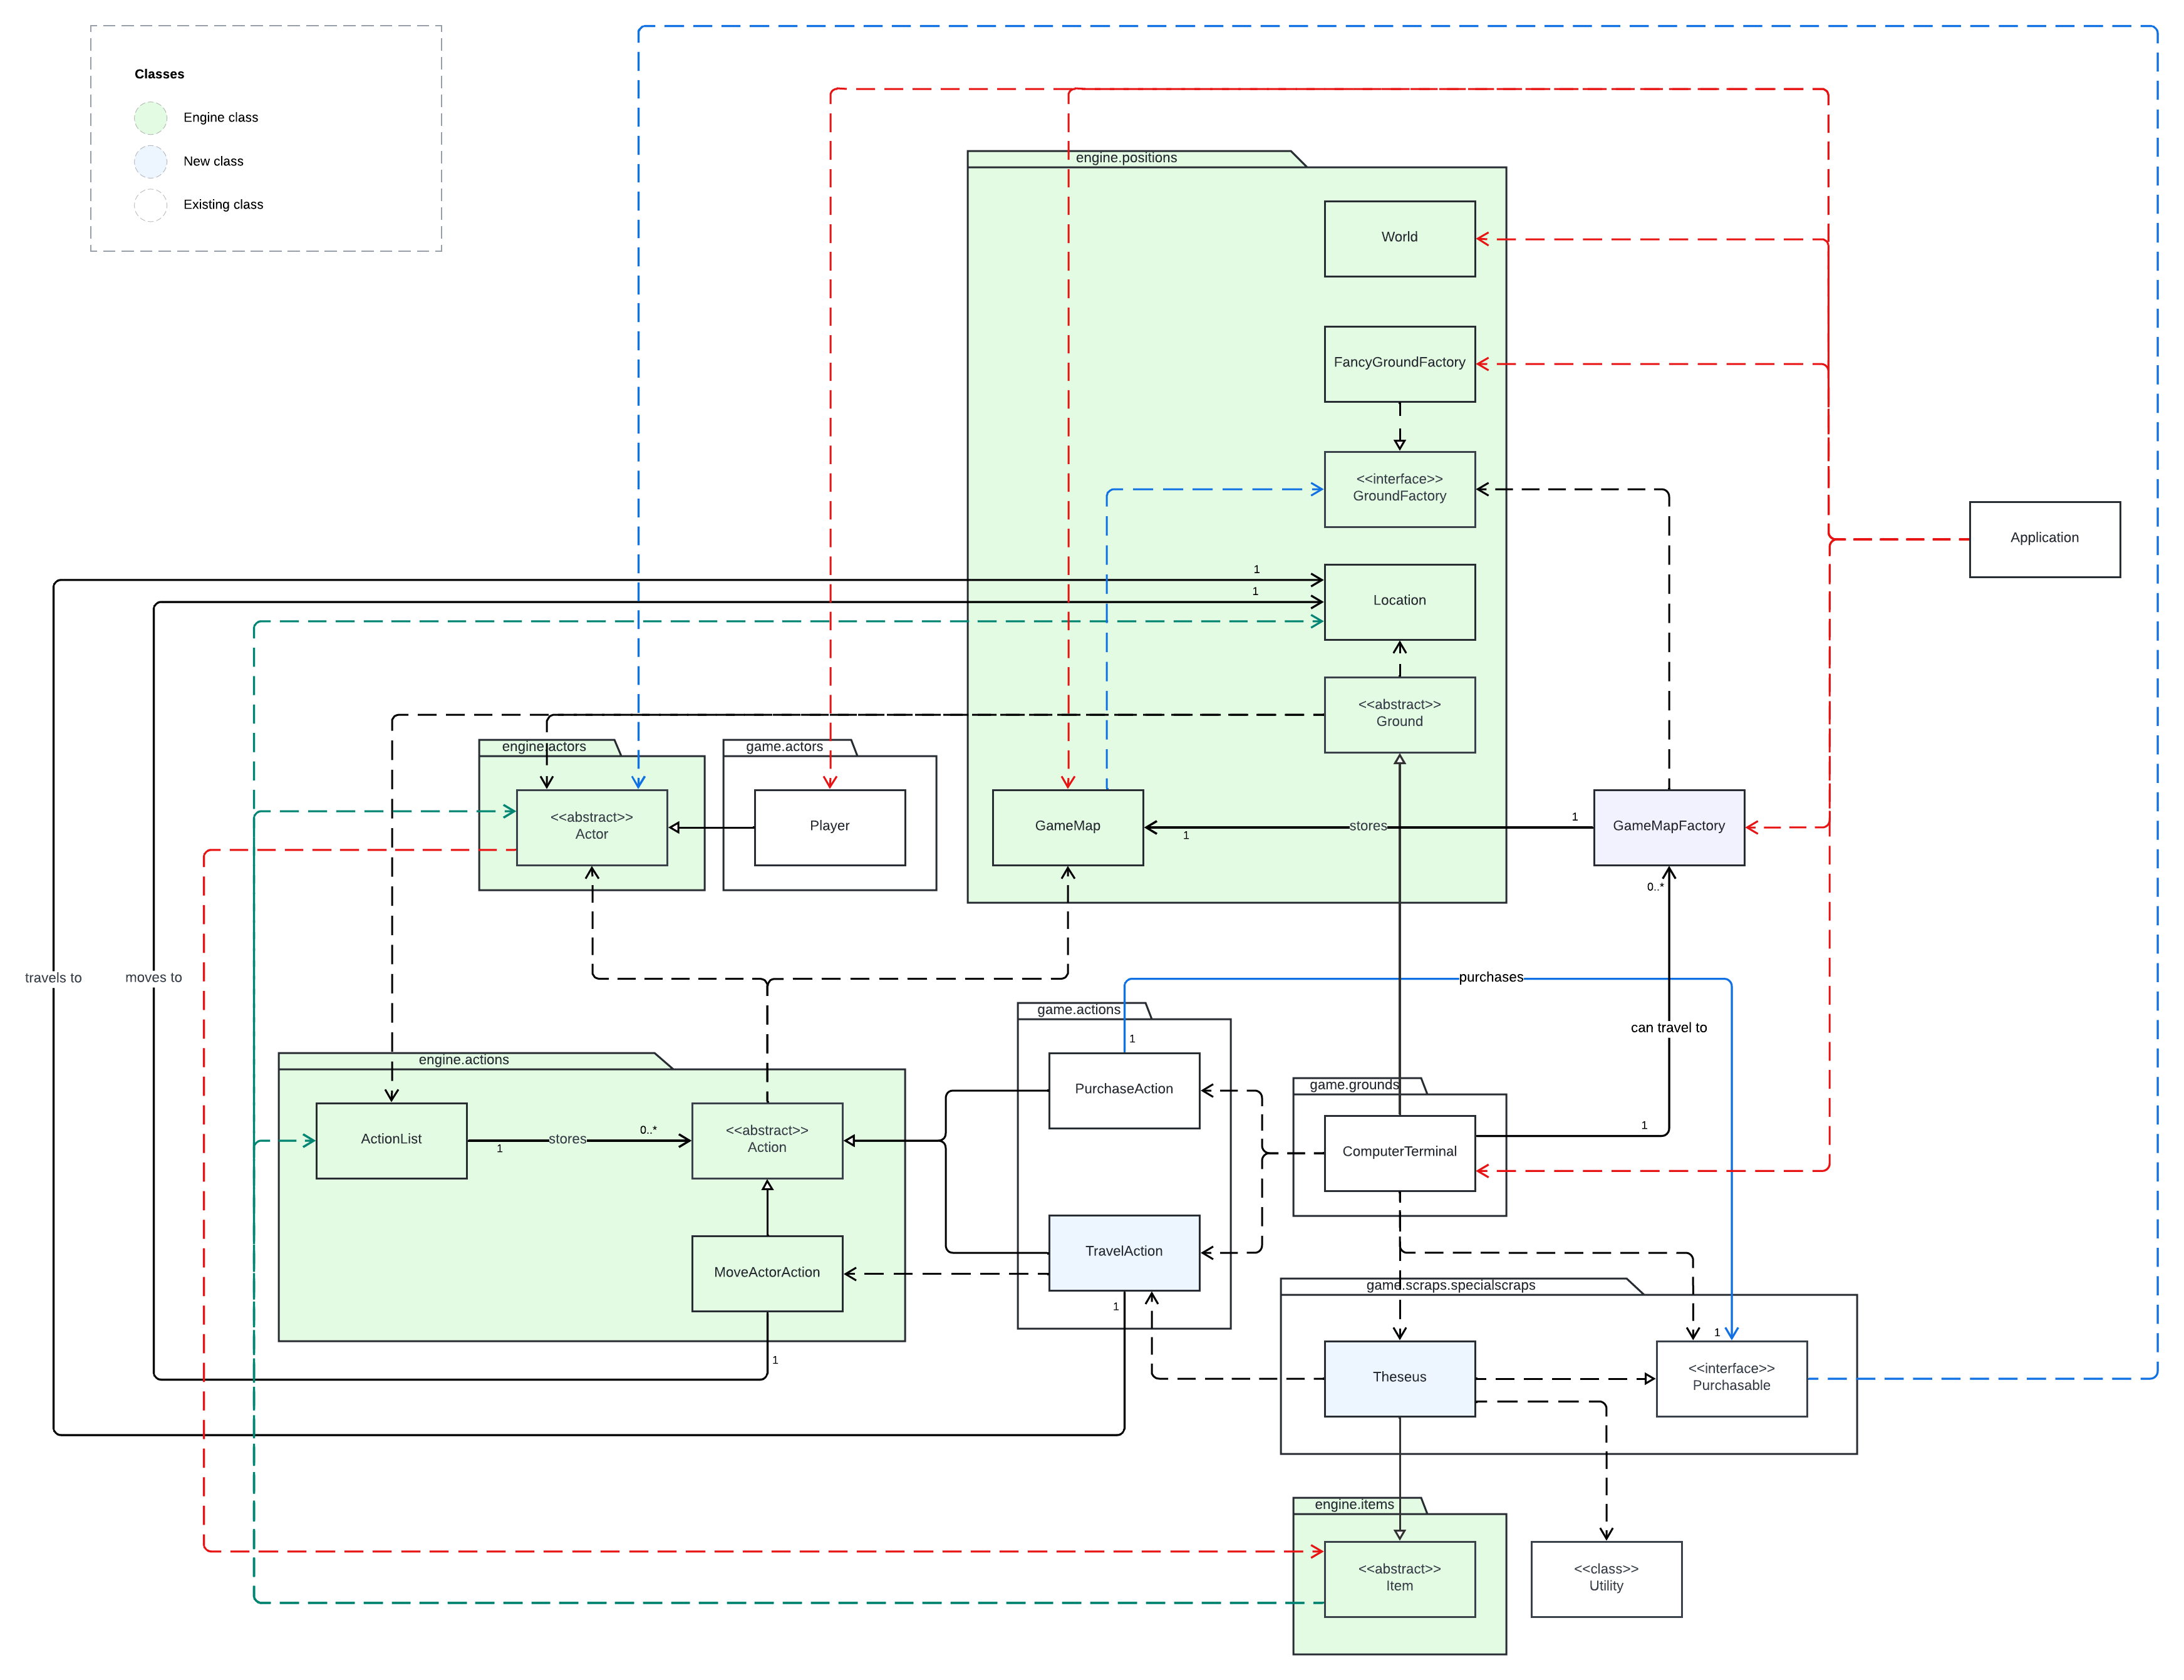 Classes
Engine class
New class
Existing class
engine.positions
World
FancyGroundFactory
<<interface>>
GroundFactory
Application
1
1
Location
<<abstract>>
Ground
engine.actors
game.actors
<<abstract>>
Actor
Player
GameMap
1
stores
1
GameMapFactory
0..*
travels to
moves to
purchases
can travel to
game.actions
1
engine.actions
PurchaseAction
game.grounds
ActionList
1
stores
0..*
<<abstract>>
Action
1
ComputerTerminal
TravelAction
MoveActorAction
game.scraps.specialscraps
1
1
1
Theseus
<<interface>>
Purchasable
engine.items
<<abstract>>
Item
<<class>>
Utility